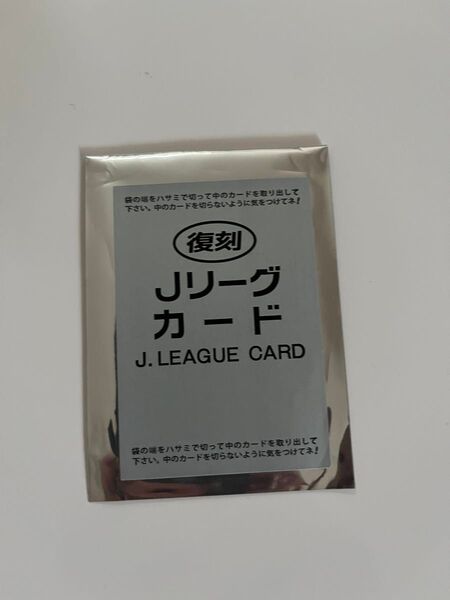 袋の端をハサミで切って中のカードを取り出して
下さい。中のカードを切らないように気をつけてネ!
復刻
Jリーグ
カード
J. LEAGUE CARD
袋の端をハサミで切って中のカードを取り出して
下さい。中のカードを切らないように気をつけてネ!